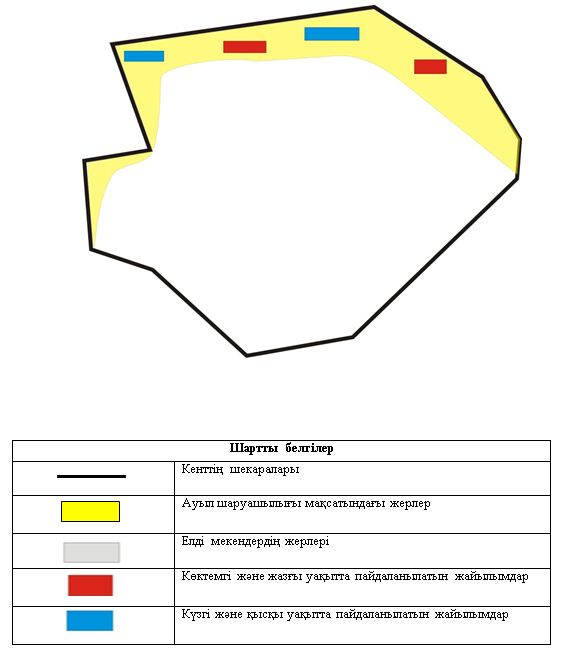 Шартты белгілер
Кенттің шекаралары
Ауыл шаруашылығы мақсатындағы жерлер
Елді мекендердің жерлері
Көктемгі және жазғы уақытта пайдаланылатын жайылымдар
Күзгі және қысқы уақытта пайдаланылатын жайылымдар